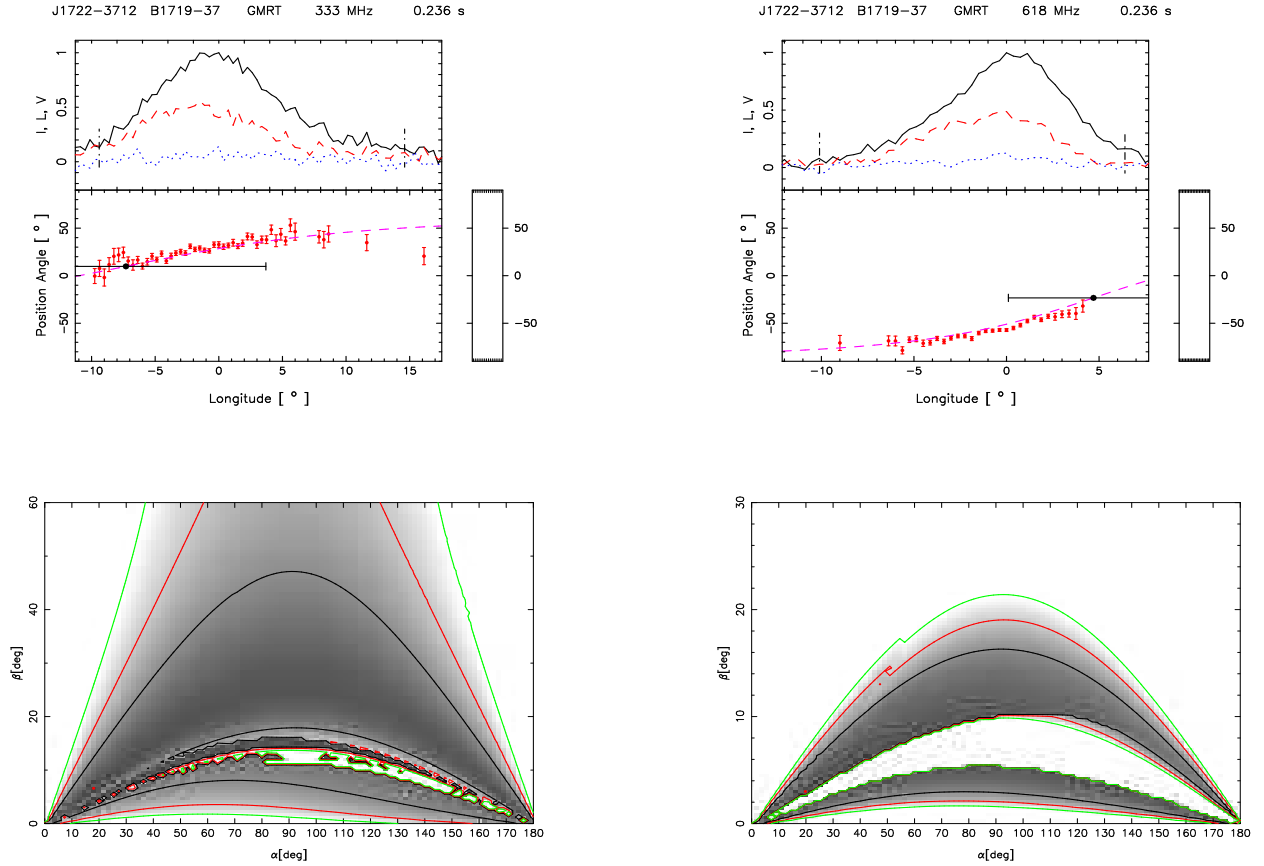 J1722-3712 B1719-37 GMRT 333 MHz 0.236 s
1
0.5
0
I, L, V
50
0
−50
Position Angle [ ° ]
50
0
−50
−10 −5 0 5 10 15
Longitude [ ° ]
J1722-3712 B1719-37 GMRT 618 MHz 0.236 s
1
0.5
0
I, L, V
50
0
−50
Position Angle [ ° ]
50
0
−50
−10 −5 0 5
Longitude [ ° ]
60
40
20
0
β[deg]
0 10 20 30 40 50 60 70 80 90 100 110 120 130 140 150 160 170 180
α[deg]
30
20
10
0
β[deg]
0 10 20 30 40 50 60 70 80 90 100 110 120 130 140 150 160 170 180
α[deg]